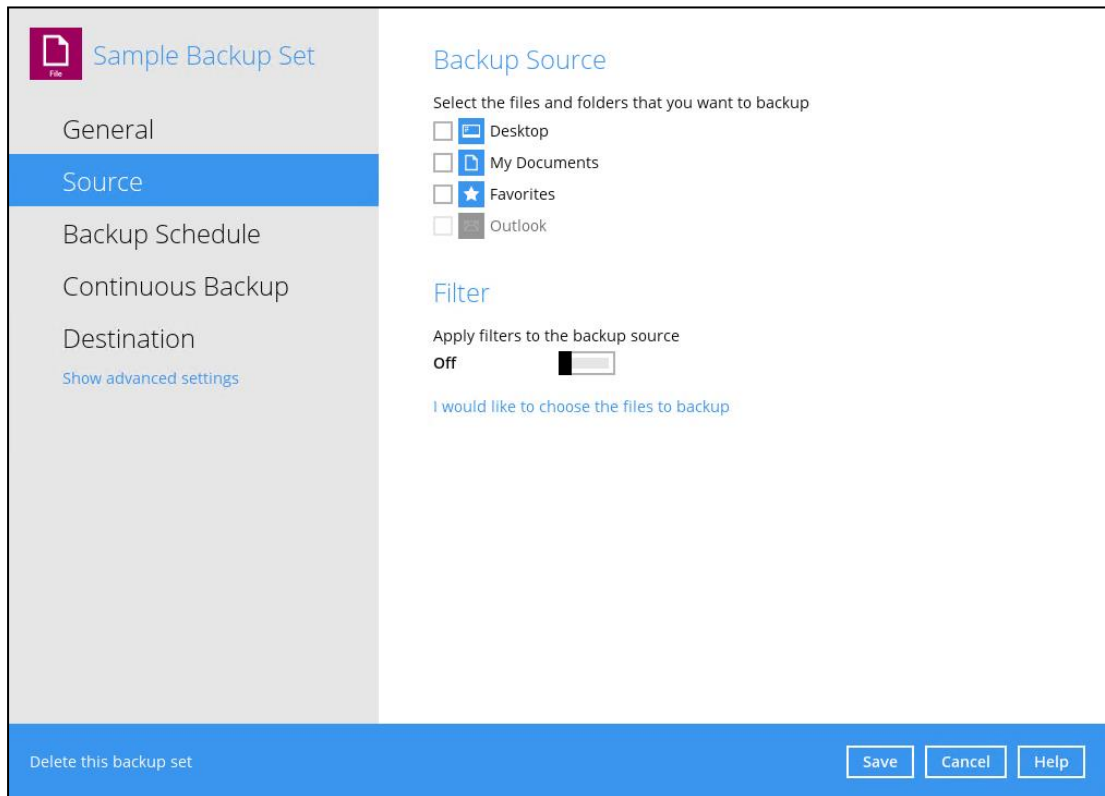 File
Sample Backup Set
General
Source
Backup Schedule
Continuous Backup
Destination
Show advanced settings
Backup Source
Select the files and folders that you want to backup
Desktop
My Documents
Favorites
Outlook
Filter
Apply filters to the backup source
Off
I would like to choose the files to backup
Delete this backup set
Save
Cancel
Help